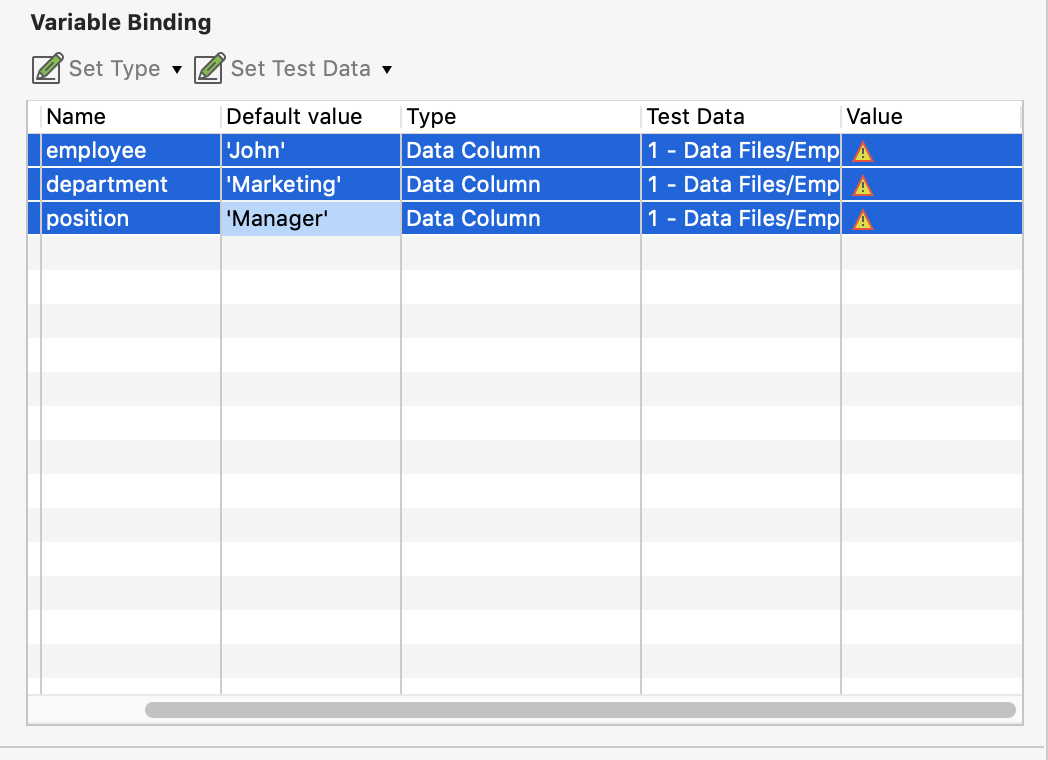 Variable Binding
Set Type Set Test Data
Name Default value Type Test Data Value
employee 'John' Data Column 1 - Data Files/Emp
department 'Marketing' Data Column 1 - Data Files/Emp
position 'Manager' Data Column 1 - Data Files/Emp